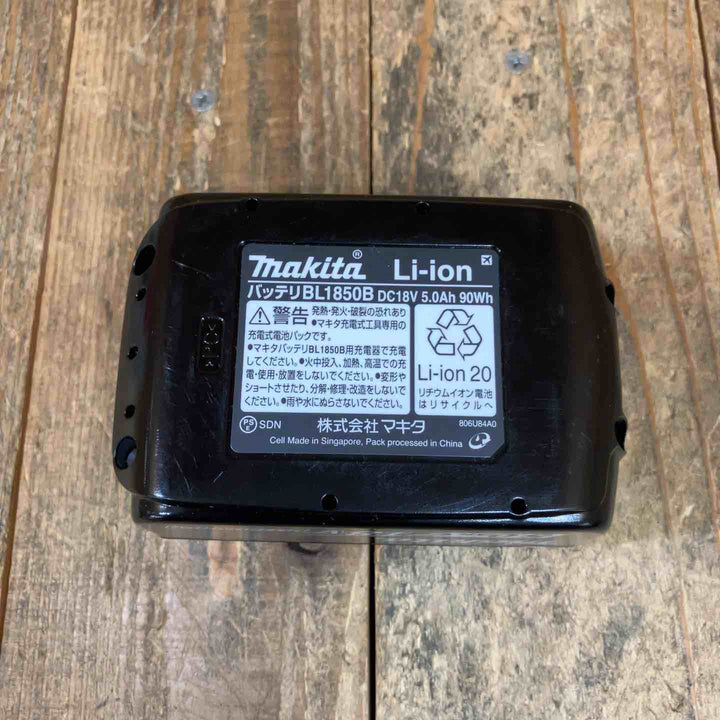 makita® Li-ion
バッテリBL1850B DC18V 5.0Ah 90Wh
警告 発熱・発火・破裂の恐れあり
●マキタ充電式工具専用の
充電式電池パックです。
●マキタバッテリBL1850B用充電器で充電
してください。●火中投入、加熱、高温での充
電・使用・放置をしないでください。●変形や
ショートさせたり、分解・修理・改造をしないで
ください。●雨や水にぬらさないでください。
Li-ion 20
リチウムイオン電池
はリサイクルへ
PSE SDN 株式会社マキタ 806U84A0
Cell Made in Singapore, Pack processed in China